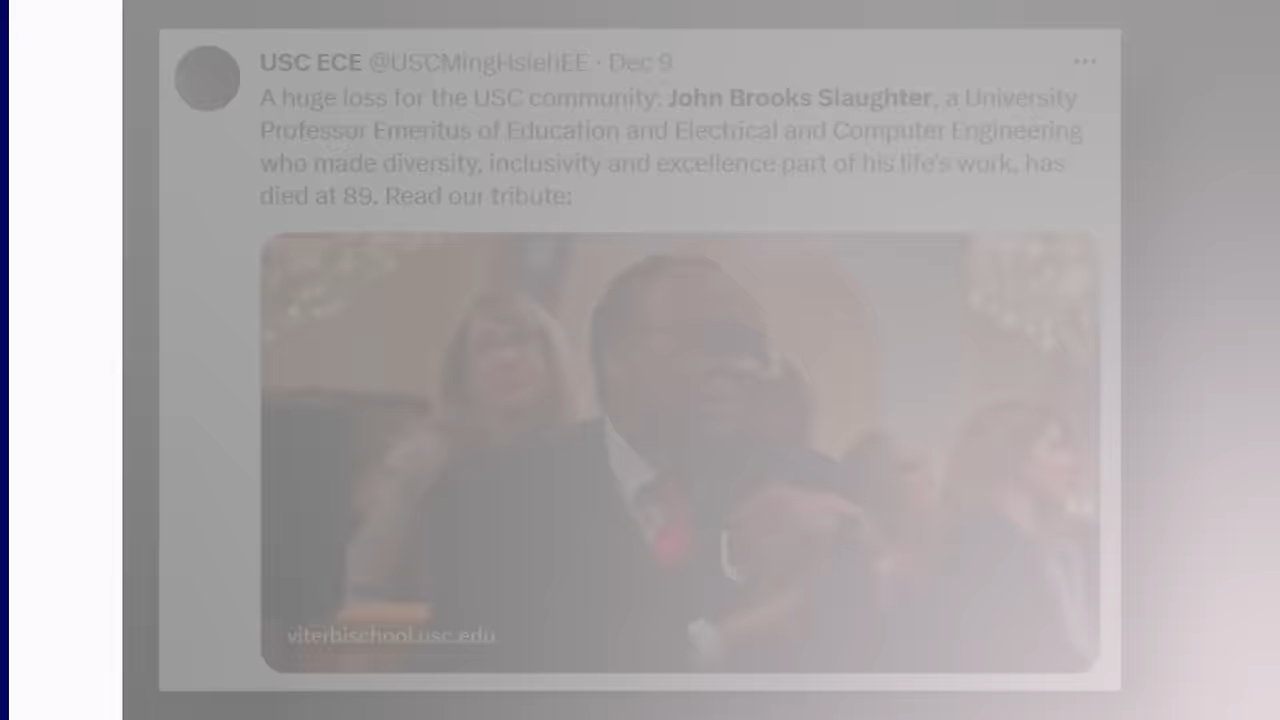 USC ECE @USCMingHsiehEE · Dec 9
A huge loss for the USC community: John Brooks Slaughter, a University
Professor Emeritus of Education and Electrical and Computer Engineering
who made diversity, inclusivity and excellence part of his life's work, has
died at 89. Read our tribute:
viterbischool.usc.edu